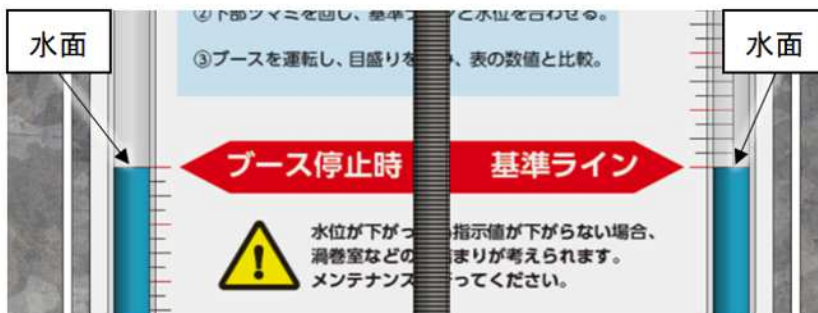 水面
水面
②下部ツマミを回し、基準ラ ンと水位を合わせる。
③ブースを運転し、目盛りを み、表の数値と比較。
ブース停止時 基準ライン
水位が下がっ 指示値が下がらない場合、
渦巻室などの まりが考えられます。
メンテナンス ってください。